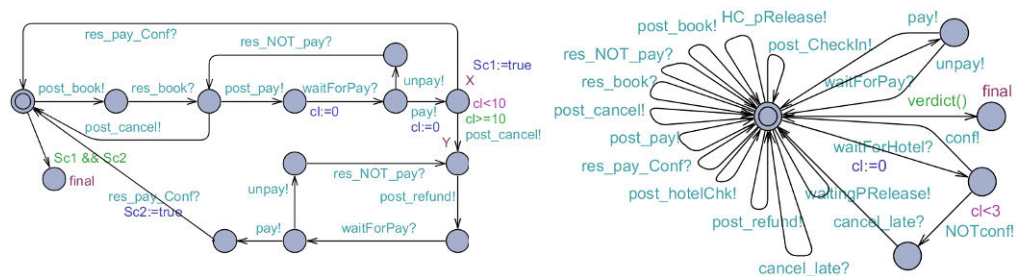 res_pay_Conf?
res_NOT_pay?
Sc1:=true
unpay!
X
post_book!
res_book?
post_pay!
waitForPay?
pay!
cl<10
cl:=0
cl:=0
cl>=10
post_cancel!
post_cancel!
Y
Sc1 && Sc2
final
res_NOT_pay?
res_pay_Conf?
unpay!
Sc2:=true
post_refund!
pay!
waitForPay?
post_book!
HC_pRelease!
pay!
res_NOT_pay?
post_CheckIn!
res_book?
waitForPay?
unpay!
post_cancel!
verdict()
final
post_pay!
waitForHotel?
conf!
res_pay_Conf?
cl:=0
post_hotelChk!
waitingPRelease!
cl<3
post_refund!
cancel_late?
NOTconf!
cancel_late?